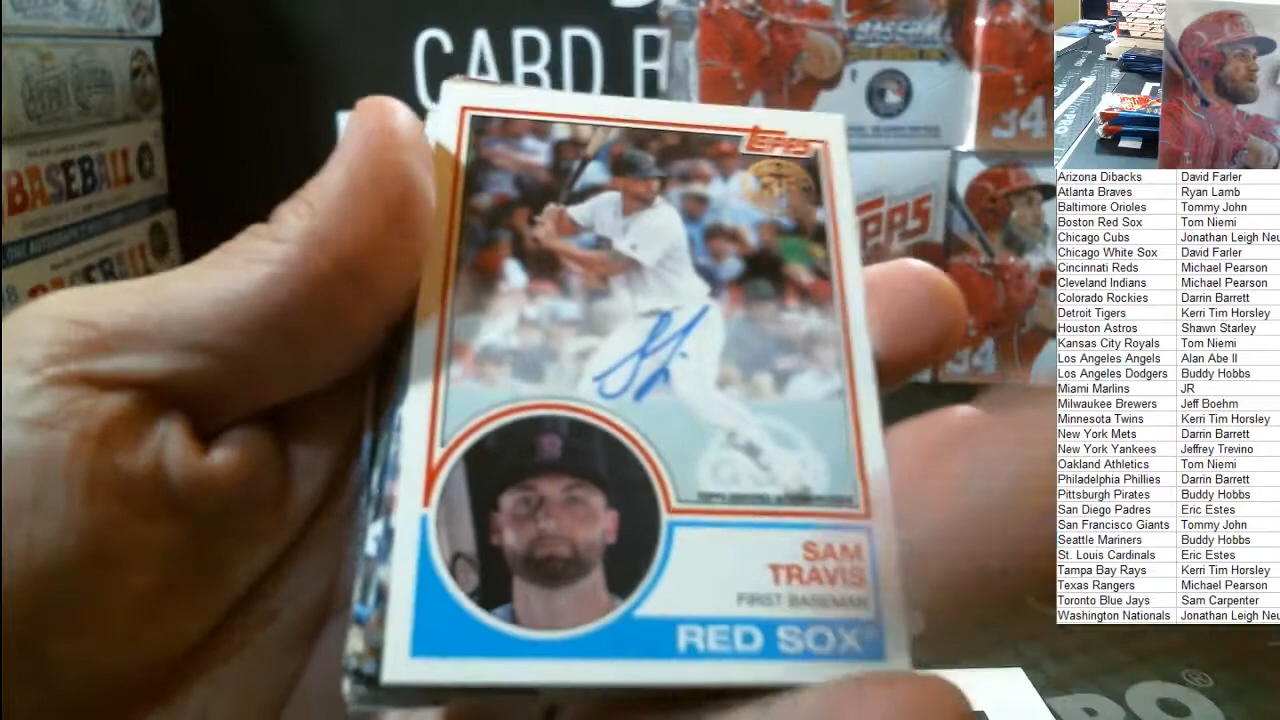 CARD B
BASEBALL
BASEBALL
Topps
TOPPS
34
34
SAM
TRAVIS
FIRST BASEMAN
RED SOX
PRO
Arizona Dibacks David Farler
Atlanta Braves Ryan Lamb
Baltimore Orioles Tommy John
Boston Red Sox Tom Niemi
Chicago Cubs Jonathan Leigh Neu
Chicago White Sox David Farler
Cincinnati Reds Michael Pearson
Cleveland Indians Michael Pearson
Colorado Rockies Darrin Barrett
Detroit Tigers Kerri Tim Horsley
Houston Astros Shawn Starley
Kansas City Royals Tom Niemi
Los Angeles Angels Alan Abe II
Los Angeles Dodgers Buddy Hobbs
Miami Marlins JR
Milwaukee Brewers Jeff Boehm
Minnesota Twins Kerri Tim Horsley
New York Mets Darrin Barrett
New York Yankees Jeffrey Trevino
Oakland Athletics Tom Niemi
Philadelphia Phillies Darrin Barrett
Pittsburgh Pirates Buddy Hobbs
San Diego Padres Eric Estes
San Francisco Giants Tommy John
Seattle Mariners Buddy Hobbs
St. Louis Cardinals Eric Estes
Tampa Bay Rays Kerri Tim Horsley
Texas Rangers Michael Pearson
Toronto Blue Jays Sam Carpenter
Washington Nationals Jonathan Leigh Neu